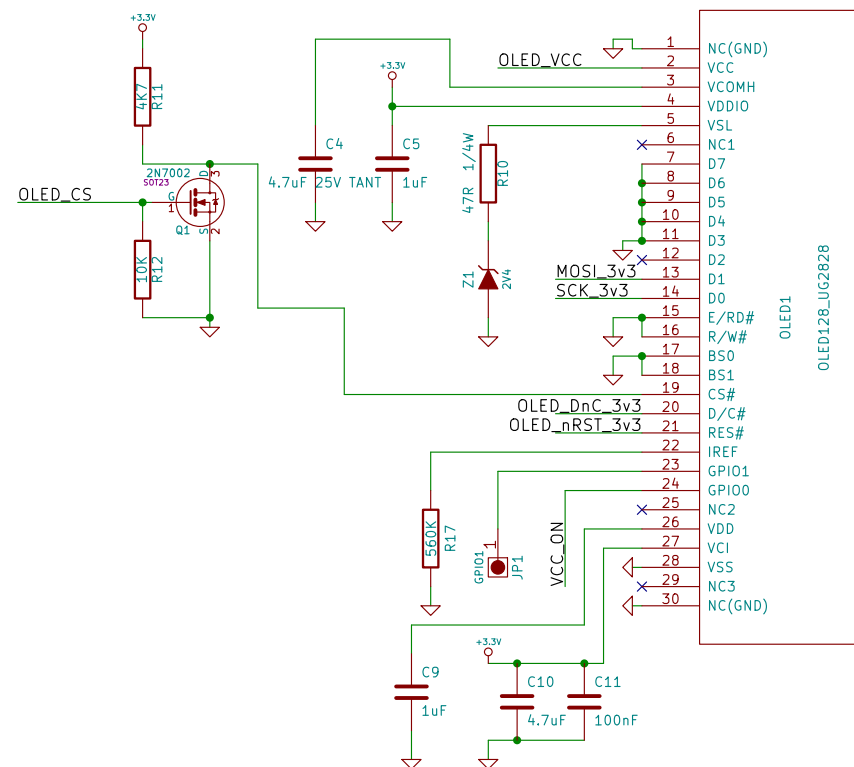 +3.3V
4K7
R11
2N7002
SOT23
D
3
G
1
S
2
Q1
OLED_CS
10K
R12
C4
4.7uF 25V TANT
+3.3V
C5
1uF
47R 1/4W
R10
Z1
2V4
OLED_VCC
MOSI_3v3
SCK_3v3
OLED_DnC_3v3
OLED_nRST_3v3
560K
R17
GPIO1
1
JP1
VCC_ON
C9
1uF
+3.3V
C10
4.7uF
C11
100nF
1 NC(GND)
2 VCC
3 VCOMH
4 VDDIO
5 VSL
6 NC1
7 D7
8 D6
9 D5
10 D4
11 D3
12 D2
13 D1
14 D0
15 E/RD#
16 R/W#
17 BS0
18 BS1
19 CS#
20 D/C#
21 RES#
22 IREF
23 GPIO1
24 GPIO0
25 NC2
26 VDD
27 VCI
28 VSS
29 NC3
30 NC(GND)
OLED1
OLED128_UG2828